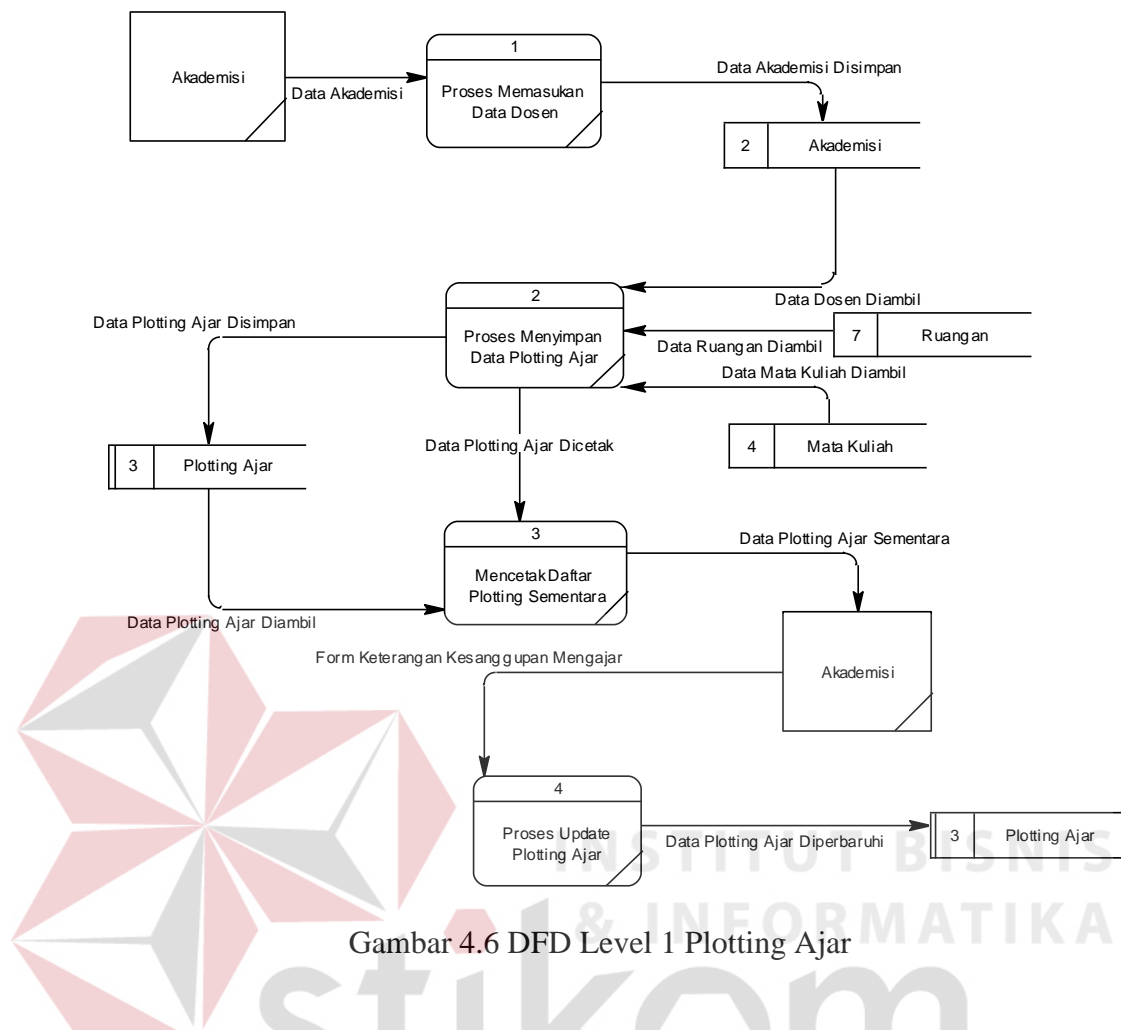 1
Akademisi
Data Akademisi
Proses Memasukan
Data Dosen
Data Akademisi Disimpan
2
Akademisi
2
Proses Menyimpan
Data Plotting Ajar
Data Dosen Diambil
Data Plotting Ajar Disimpan
7
Ruangan
Data Ruangan Diambil
Data Mata Kuliah Diambil
4
Mata Kuliah
Data Plotting Ajar Dicetak
3
Plotting Ajar
3
Mencetak Daftar
Plotting Sementara
Data Plotting Ajar Sementara
Data Plotting Ajar Diambil
Form Keterangan Kesanggupan Mengajar
Akademisi
4
Proses Update
Plotting Ajar
Data Plotting Ajar Diperbaruhi
3
Plotting Ajar
INSTITUT BISNIS
& INFORMATIKA
Gambar 4.6 DFD Level 1 Plotting Ajar
stikom